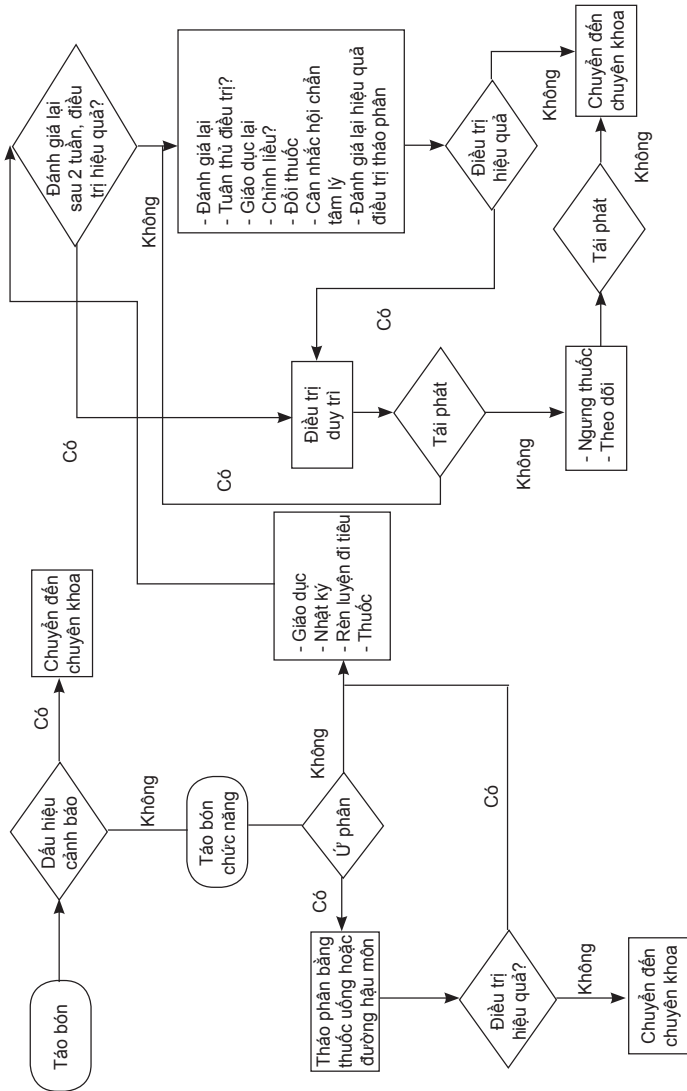 Táo bón
Dấu hiệu
cảnh báo
Có
Chuyển đến
chuyên khoa
Không
Táo bón
chức năng
Ứ phân
Không
Có
Tháo phân bằng
thuốc uống hoặc
đường hậu môn
Điều trị
hiệu quả?
Có
Không
Chuyển đến
chuyên khoa
- Giáo dục
- Nhật ký
- Rèn luyện đi tiêu
- Thuốc
Đánh giá lại
sau 2 tuần, điều
trị hiệu quả?
Có
Không
- Đánh giá lại
- Tuân thủ điều trị?
- Giáo dục lại
- Chỉnh liều?
- Đổi thuốc
- Cân nhắc hội chẩn
tâm lý
- Đánh giá lại hiệu quả
điều trị tháo phân
Điều trị
hiệu quả
Có
Không
Điều trị
duy trì
Tái phát
Có
Không
- Ngưng thuốc
- Theo dõi
Tái phát
Không
Chuyển đến
chuyên khoa